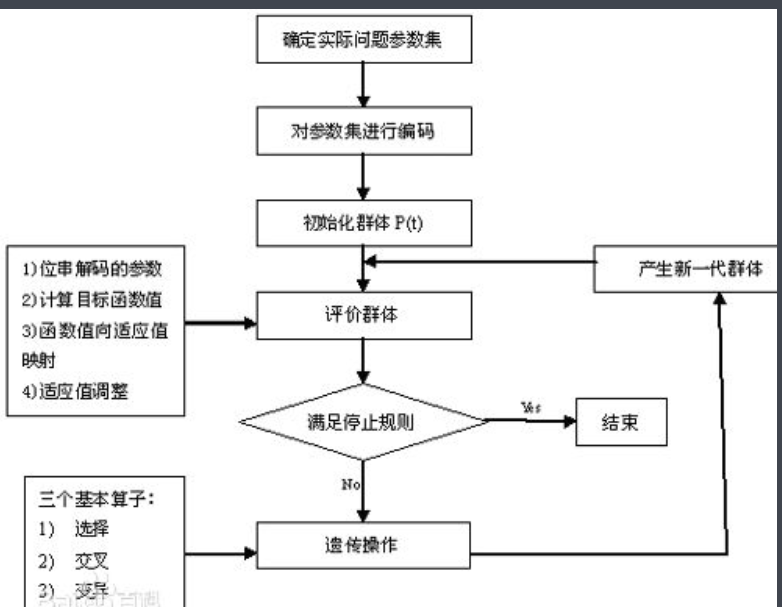 确定实际问题参数集
对参数集进行编码
初始化群体 P(t)
1)位串解码的参数
2)计算目标函数值
3)函数值向适应值
映射
4)适应值调整
产生新一代群体
评价群体
满足停止规则
Yes
结束
No
三个基本算子：
1) 选择
2) 交叉
3) 变异
遗传操作